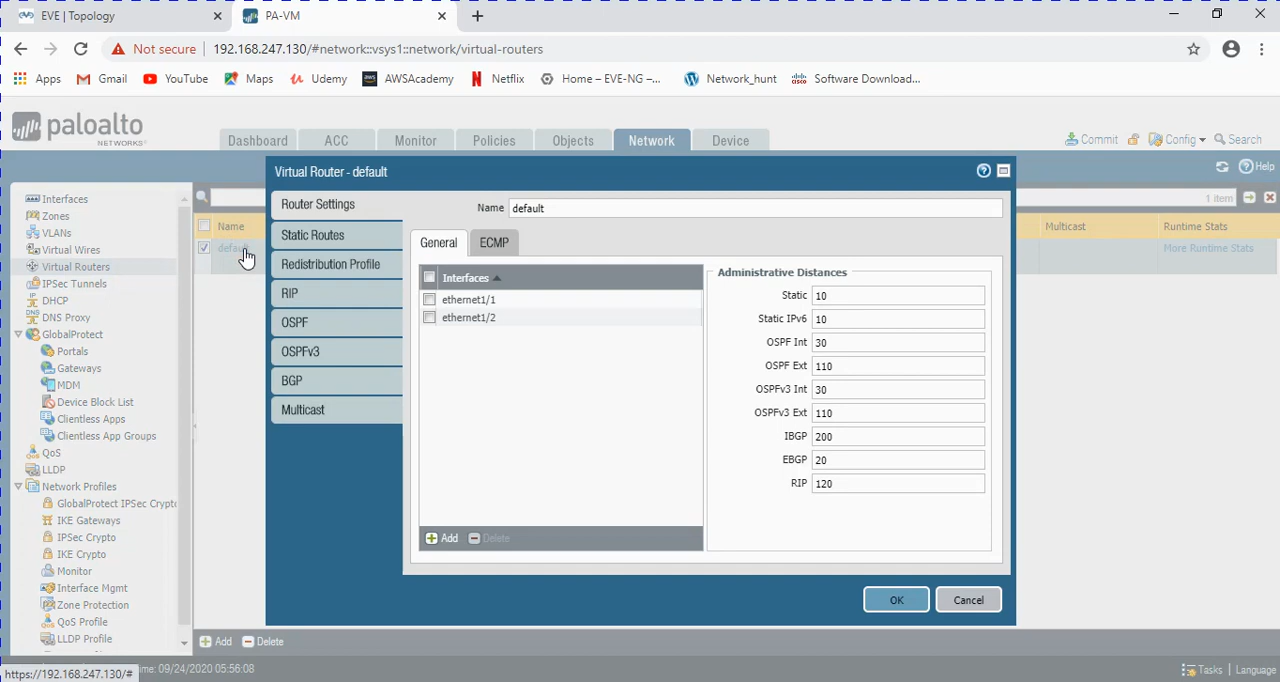 EVE | Topology
PA-VM
Not secure
192.168.247.130/#network::vsys1::network/virtual-routers
Apps
Gmail
YouTube
Maps
Udemy
AWSAcademy
Netflix
Home – EVE-NG –...
Network_hunt
Software Download...
paloalto
NETWORKS
Dashboard
ACC
Monitor
Policies
Objects
Network
Device
Commit
Config
Search
Help
Interfaces
Zones
VLANs
Virtual Wires
Virtual Routers
IPSec Tunnels
DHCP
DNS Proxy
GlobalProtect
Portals
Gateways
MDM
Device Block List
Clientless Apps
Clientless App Groups
QoS
LLDP
Network Profiles
GlobalProtect IPSec Crypto
IKE Gateways
IPSec Crypto
IKE Crypto
Monitor
Interface Mgmt
Zone Protection
QoS Profile
LLDP Profile
1 item
Name
Multicast
Runtime Stats
default
More Runtime Stats
Virtual Router - default
Router Settings
Static Routes
Redistribution Profile
RIP
OSPF
OSPFv3
BGP
Multicast
Name
default
General
ECMP
Interfaces
ethernet1/1
ethernet1/2
Add
Delete
Administrative Distances
Static 10
Static IPv6 10
OSPF Int 30
OSPF Ext 110
OSPFv3 Int 30
OSPFv3 Ext 110
IBGP 200
EBGP 20
RIP 120
OK
Cancel
Add
Delete
https://192.168.247.130/#
me: 09/24/2020 05:56:08
Tasks
Language